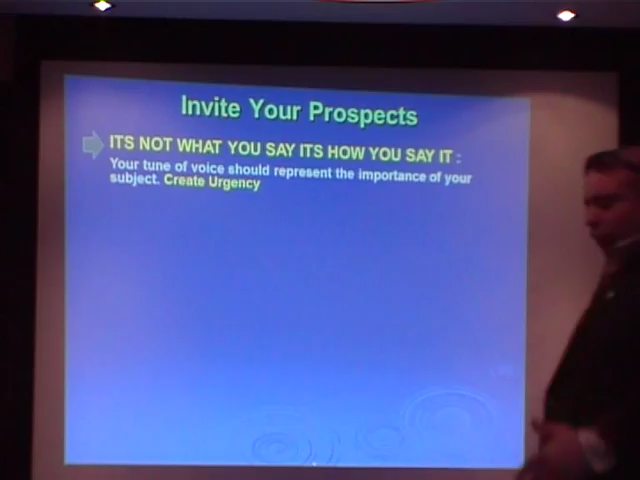 Invite Your Prospects
ITS NOT WHAT YOU SAY ITS HOW YOU SAY IT :
Your tune of voice should represent the importance of your
subject. Create Urgency